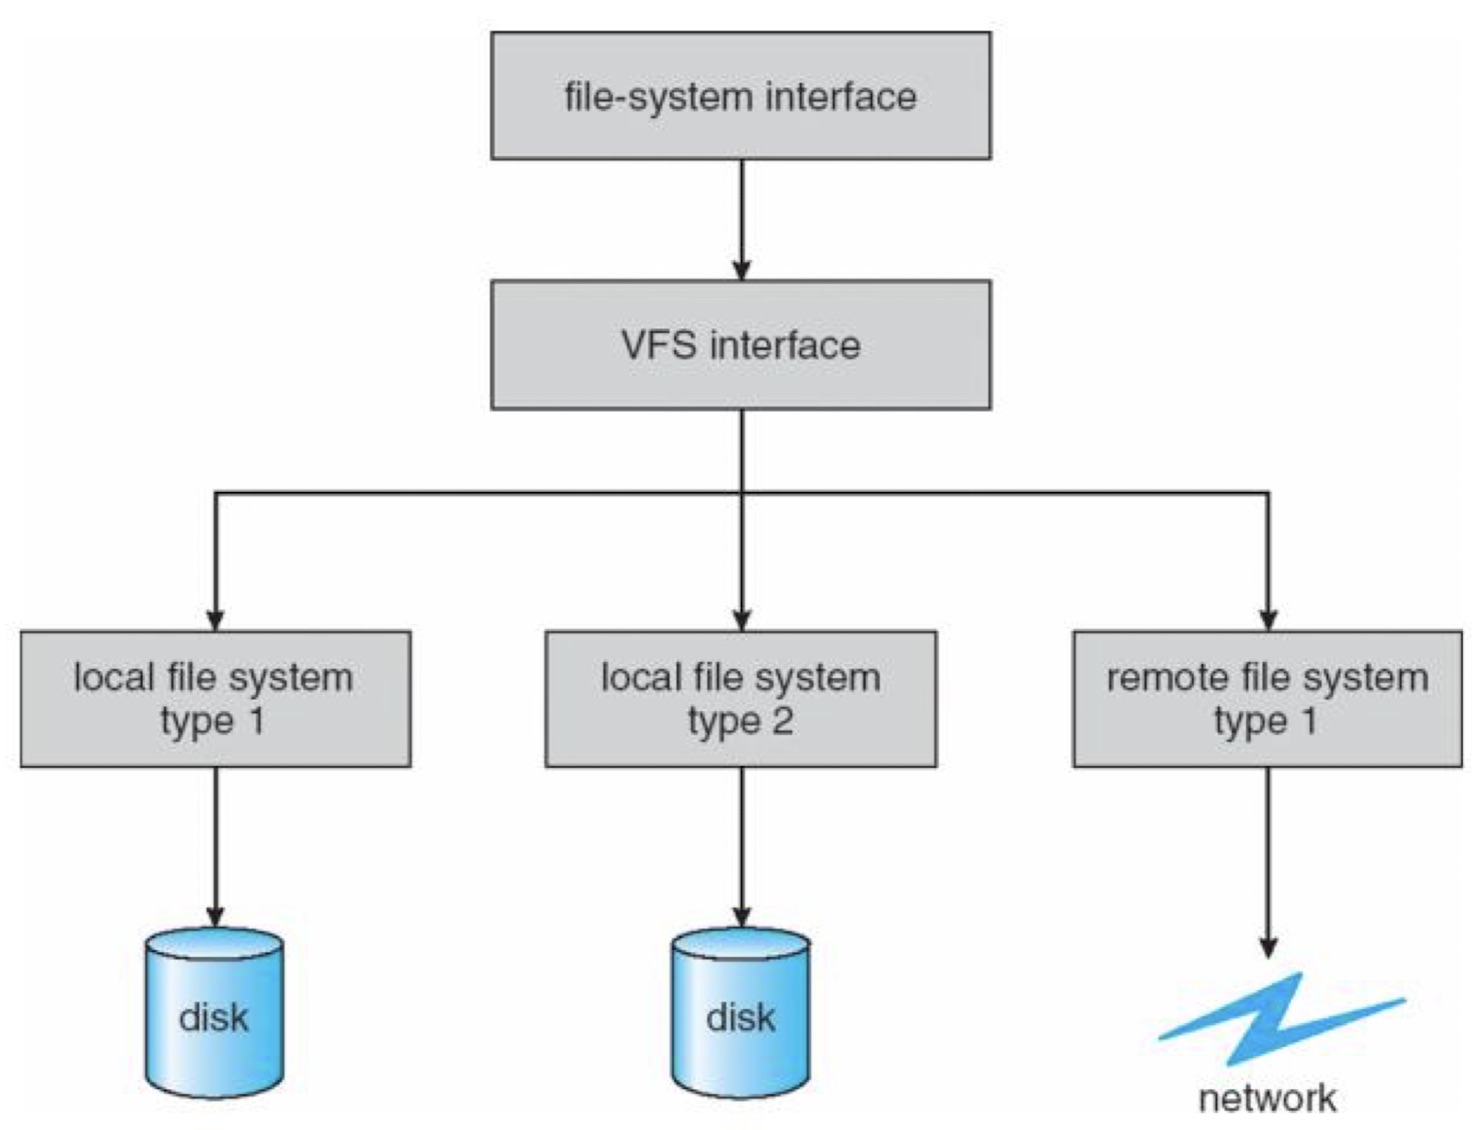 file-system interface
VFS interface
local file system
type 1
local file system
type 2
remote file system
type 1
disk
disk
network